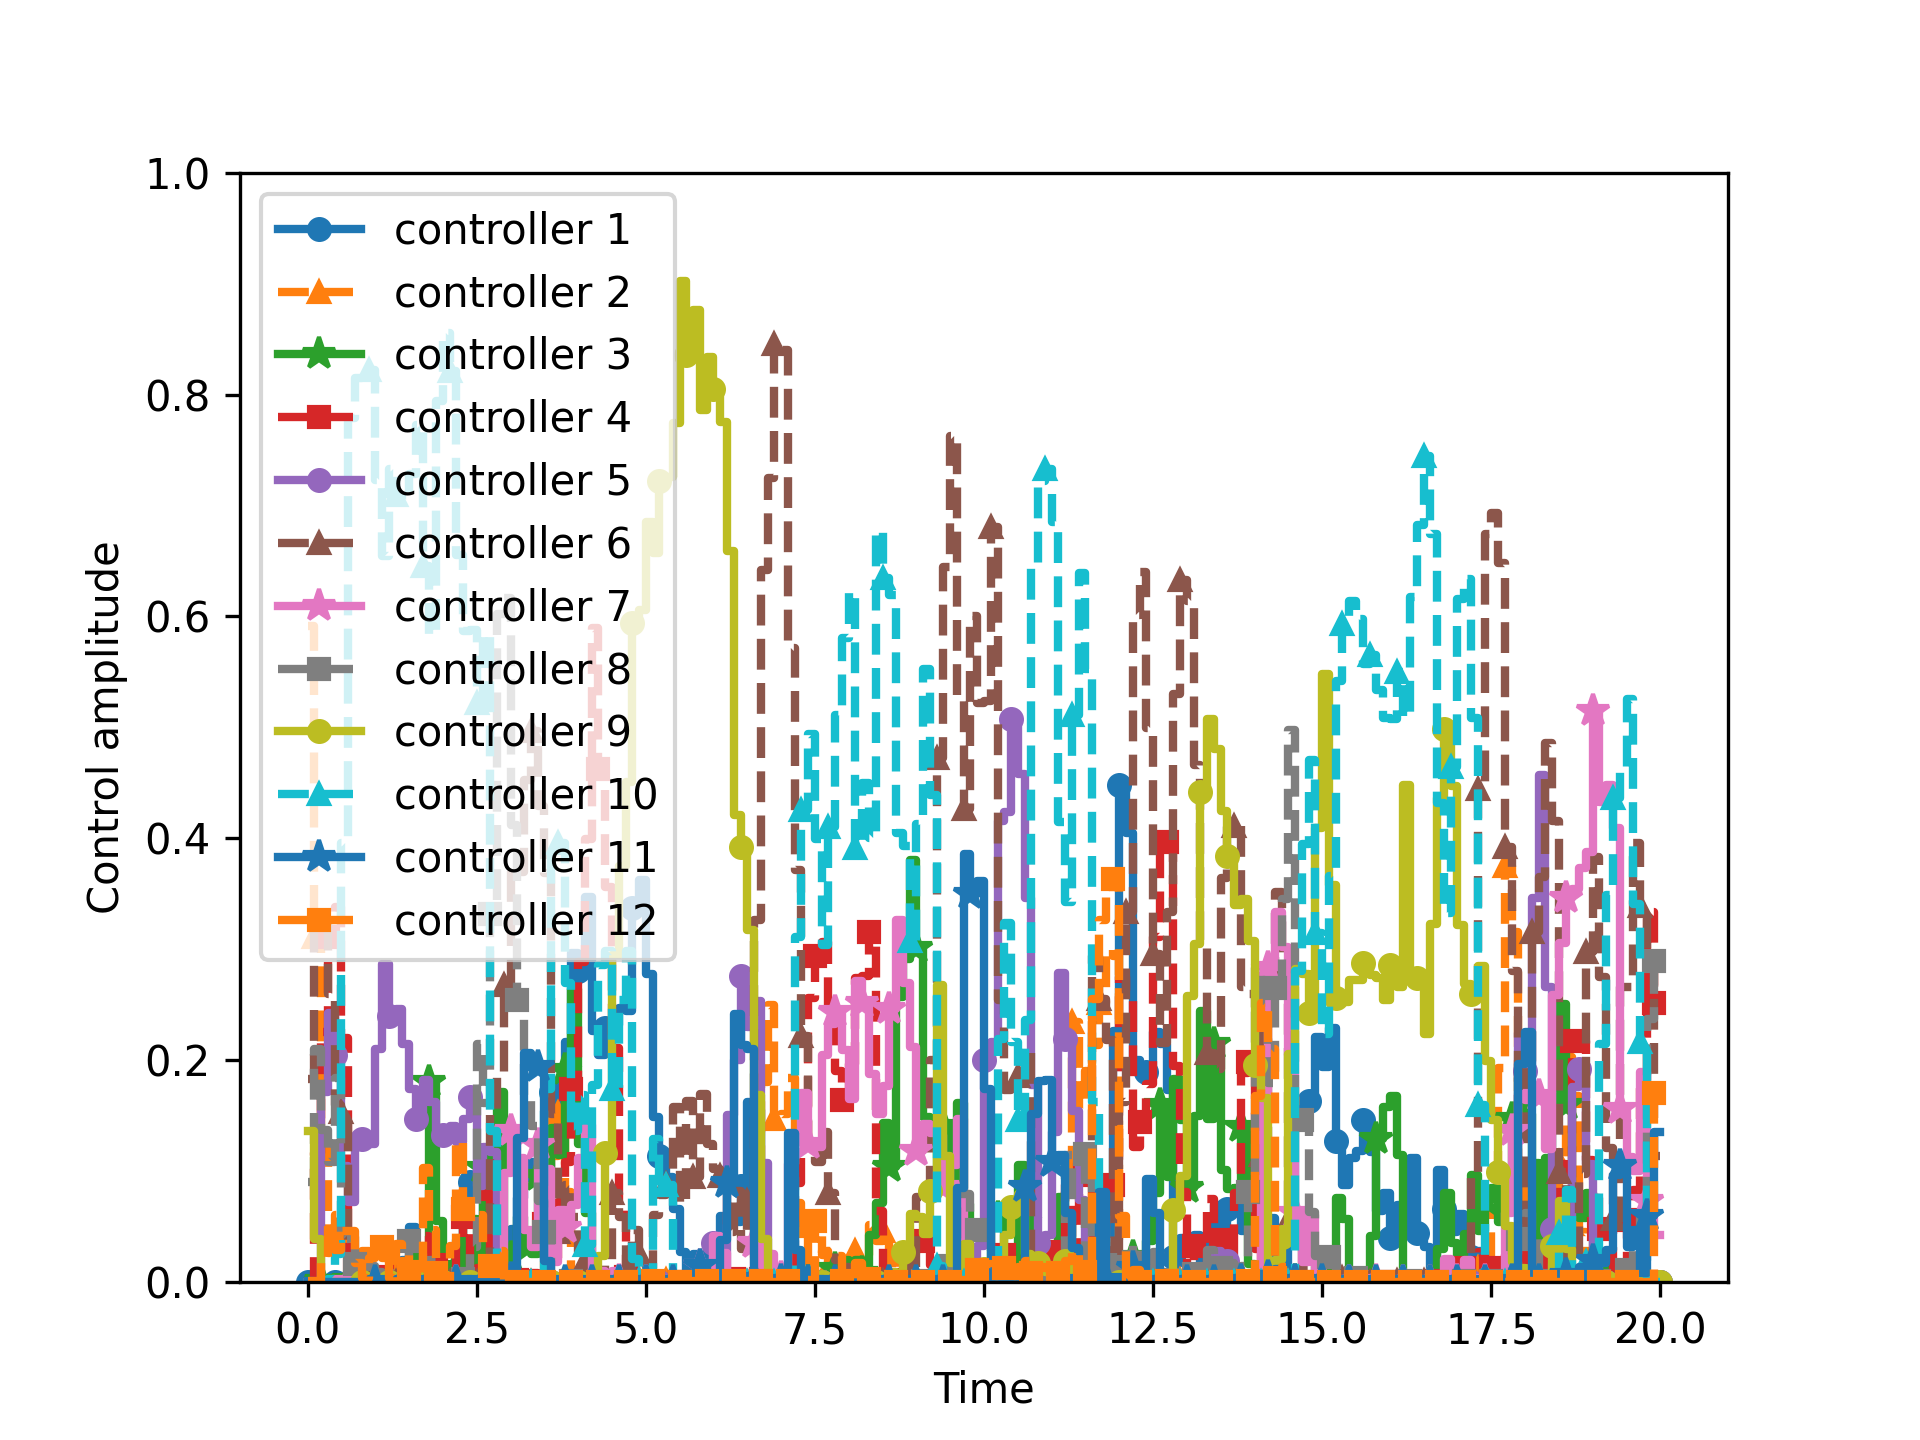 1.0
0.8
0.6
0.4
0.2
0.0
Control amplitude
controller 1
controller 2
controller 3
controller 4
controller 5
controller 6
controller 7
controller 8
controller 9
controller 10
controller 11
controller 12
0.0 2.5 5.0 7.5 10.0 12.5 15.0 17.5 20.0
Time